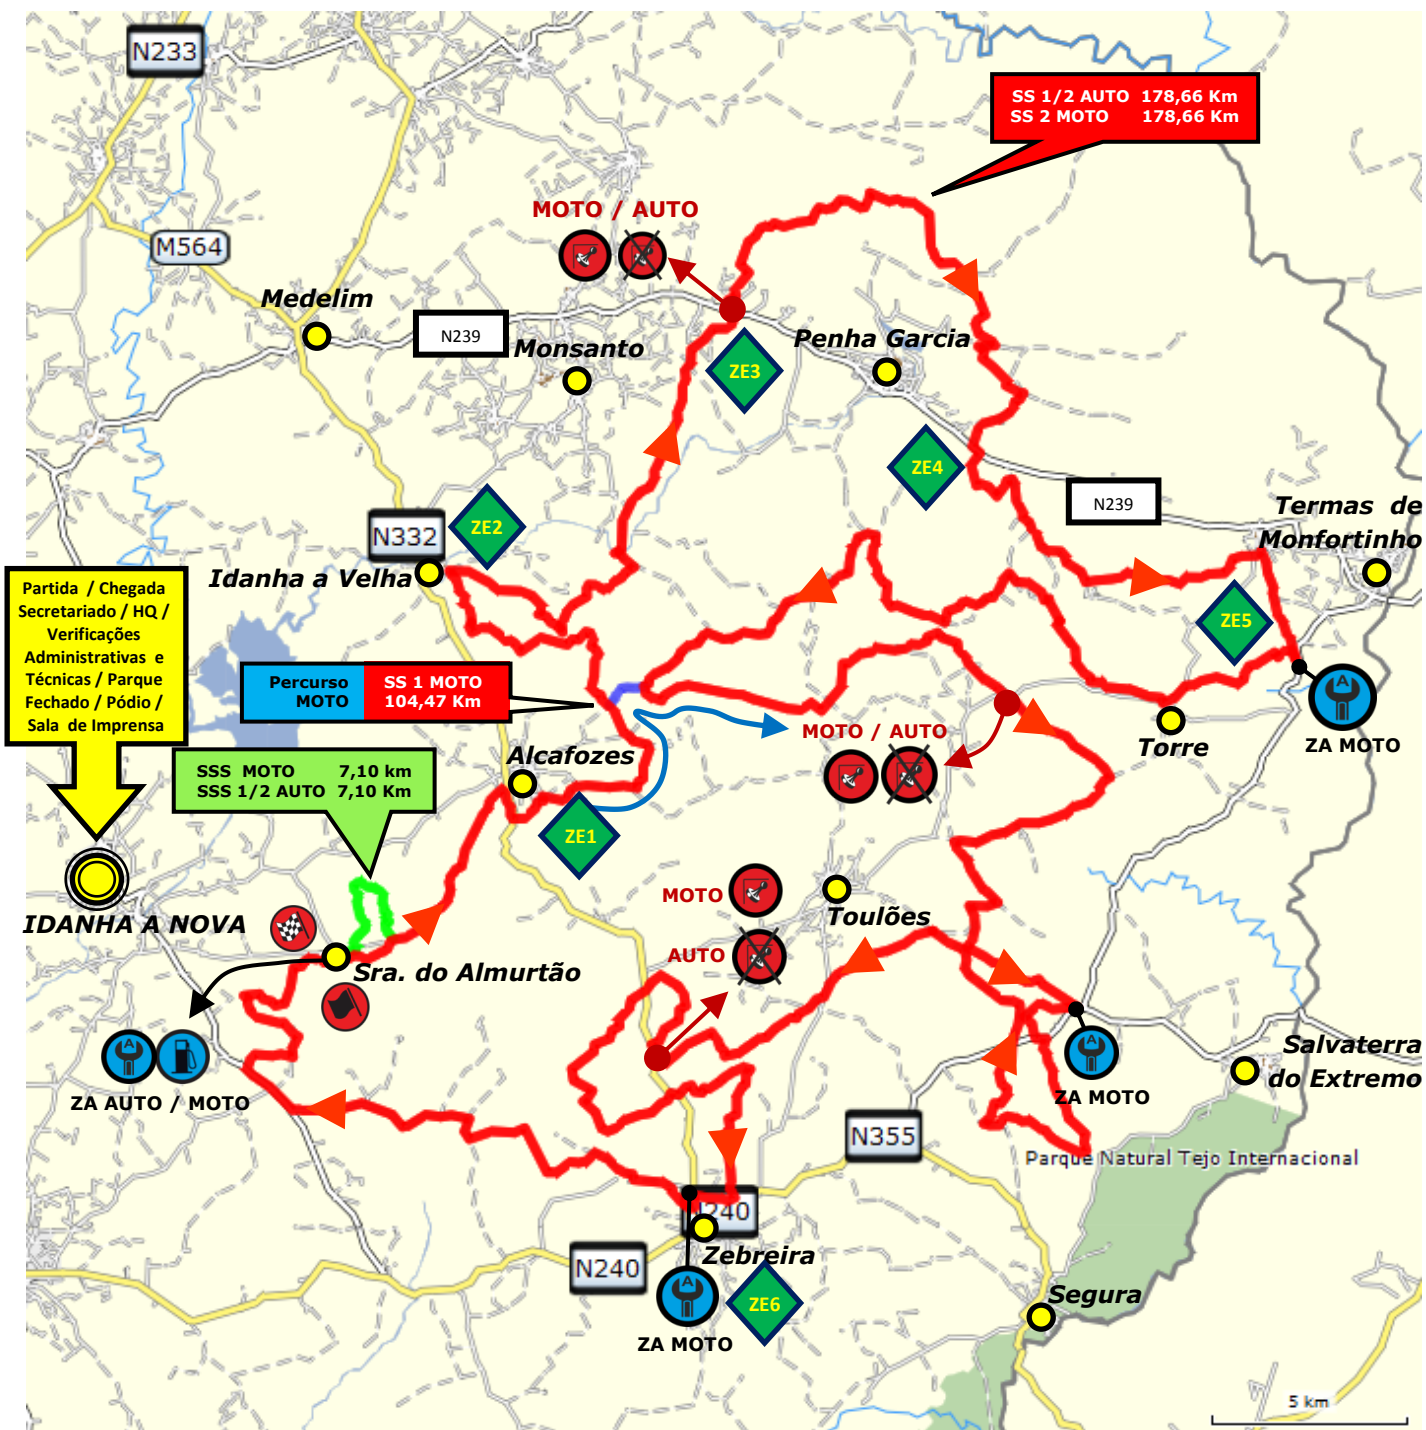 N233
SS 1/2 AUTO 178,66 Km
SS 2 MOTO 178,66 Km
MOTO / AUTO
M564
Medelim
N239
Monsanto
Penha Garcia
ZE3
ZE4
N239
Termas de
Monfortinho
N332
ZE2
Idanha a Velha
Partida / Chegada
Secretariado / HQ /
Verificações
Administrativas e
Técnicas / Parque
Fechado / Pódio /
Sala de Imprensa
ZE5
Percurso
MOTO
SS 1 MOTO
104,47 Km
A
ZA MOTO
MOTO / AUTO
Torre
Alcafozes
SSS MOTO 7,10 km
SSS 1/2 AUTO 7,10 Km
ZE1
MOTO
Toulões
IDANHA A NOVA
AUTO
Sra. do Almurtão
A
ZA AUTO / MOTO
A
ZA MOTO
Salvaterra
do Extremo
N355
Parque Natural Tejo Internacional
N240
Zebreira
N240
A
ZE6
ZA MOTO
Segura
5 km